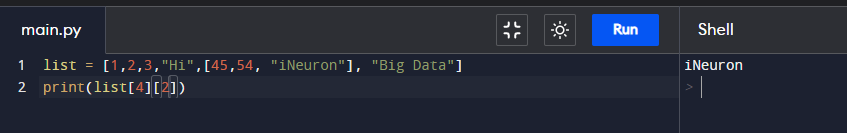 main.py Run Shell
1 list = [1,2,3,"Hi",[45,54, "iNeuron"], "Big Data"] iNeuron
2 print(list[4][2]) >